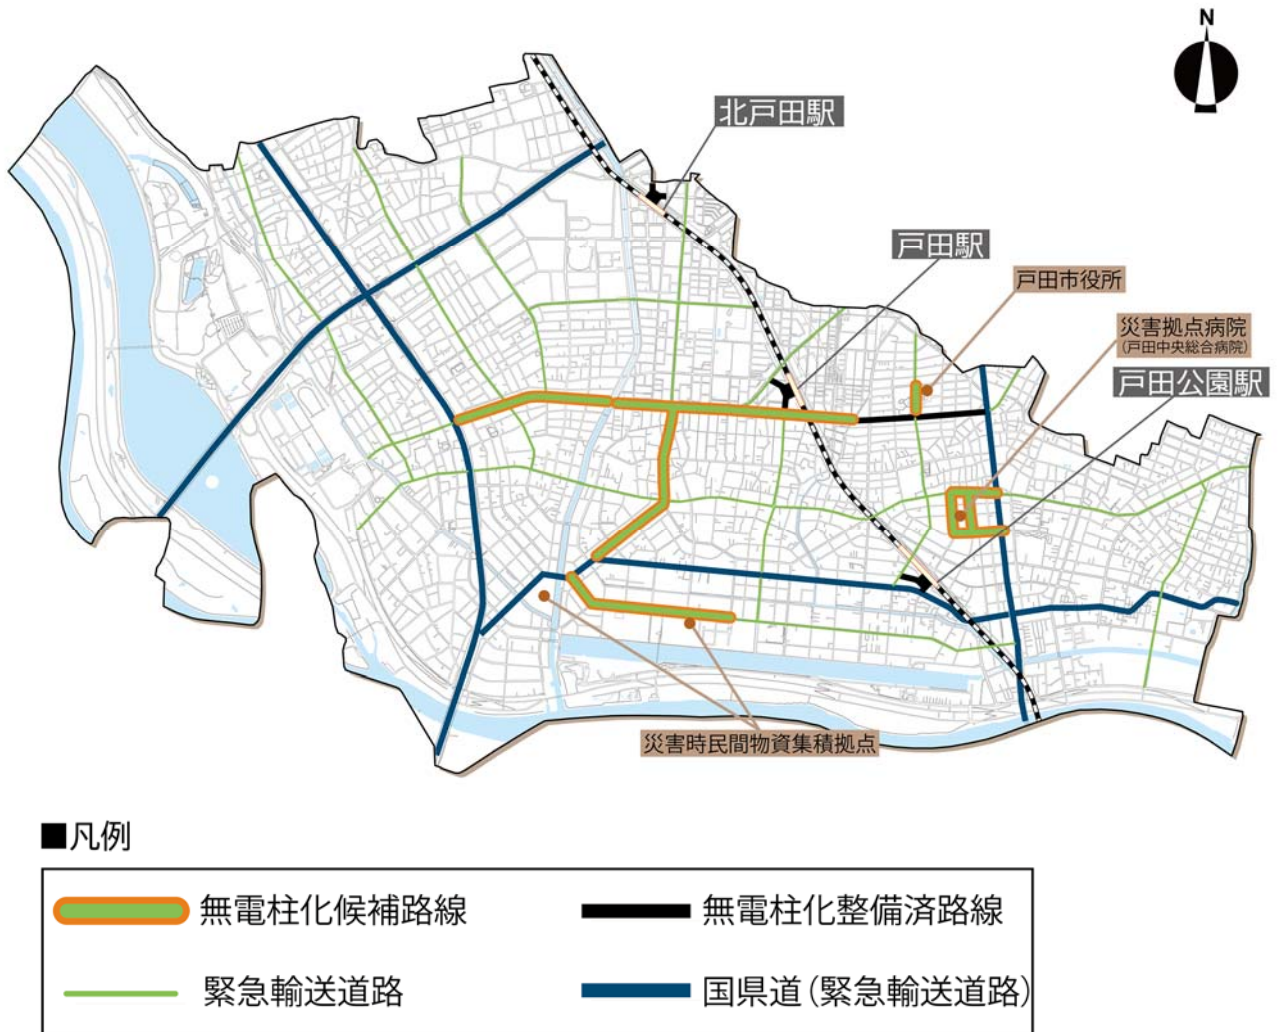 N
北戸田駅
戸田駅
戸田市役所
災害拠点病院
(戸田中央総合病院)
戸田公園駅
災害時民間物資集積拠点
■凡例
無電柱化候補路線
無電柱化整備済路線
緊急輸送道路
国県道(緊急輸送道路)